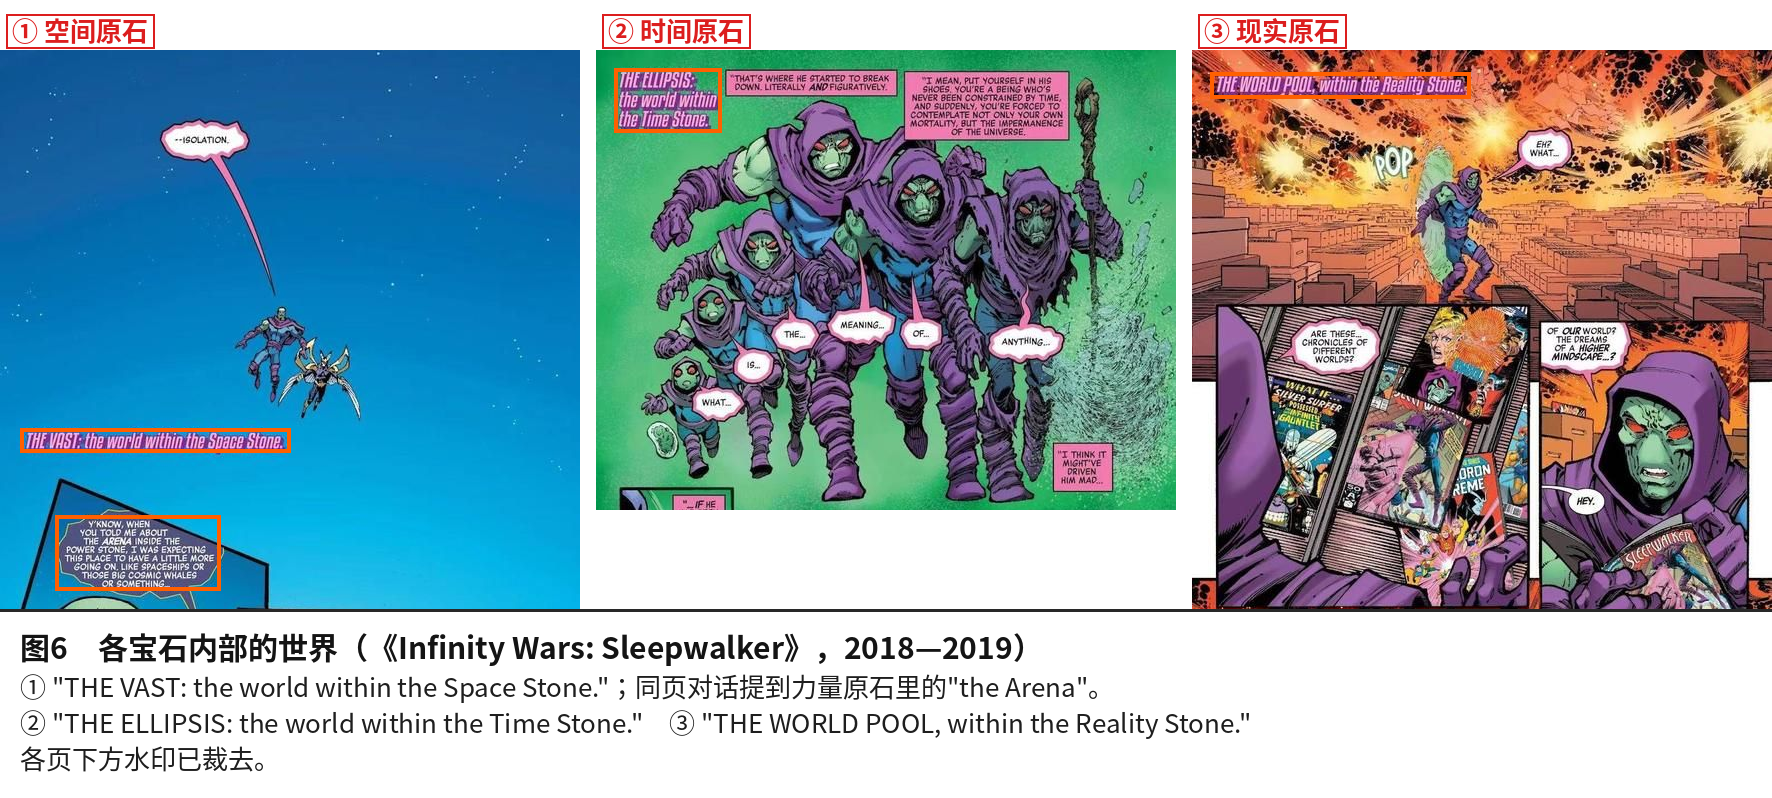 ① 空间原石
--ISOLATION.
THE VAST: the world within the Space Stone.
Y'KNOW, WHEN
YOU TOLD ME ABOUT
THE ARENA INSIDE THE
POWER STONE, I WAS EXPECTING
THIS PLACE TO HAVE A LITTLE MORE
GOING ON. LIKE SPACESHIPS OR
THOSE BIG COSMIC WHALES
OR SOMETHING...
② 时间原石
THE ELLIPSIS:
the world within
the Time Stone.
"THAT'S WHERE HE STARTED TO BREAK
DOWN. LITERALLY AND FIGURATIVELY.
"I MEAN, PUT YOURSELF IN HIS
SHOES. YOU'RE A BEING WHO'S
NEVER BEEN CONSTRAINED BY TIME,
AND SUDDENLY, YOU'RE FORCED TO
CONTEMPLATE NOT ONLY YOUR OWN
MORTALITY, BUT THE IMPERMANENCE
OF THE UNIVERSE.
WHAT...
IS...
THE...
MEANING...
OF...
ANYTHING...
"I THINK IT
MIGHT'VE
DRIVEN
HIM MAD...
"...IF HE
③ 现实原石
THE WORLD POOL, within the Reality Stone.
POP
EH?
WHAT...
ARE THESE...
CHRONICLES OF
DIFFERENT
WORLDS?
WHAT IF...
SILVER SURFER
POSSESSED
THE INFINITY
GAUNTLET
OF OUR WORLD?
THE DREAMS
OF A HIGHER
MINDSCAPE...?
HEY.
SLEEPWALKER
图6 各宝石内部的世界（《Infinity Wars: Sleepwalker》，2018—2019）
① "THE VAST: the world within the Space Stone."；同页对话提到力量原石里的"the Arena"。
② "THE ELLIPSIS: the world within the Time Stone." ③ "THE WORLD POOL, within the Reality Stone."
各页下方水印已裁去。